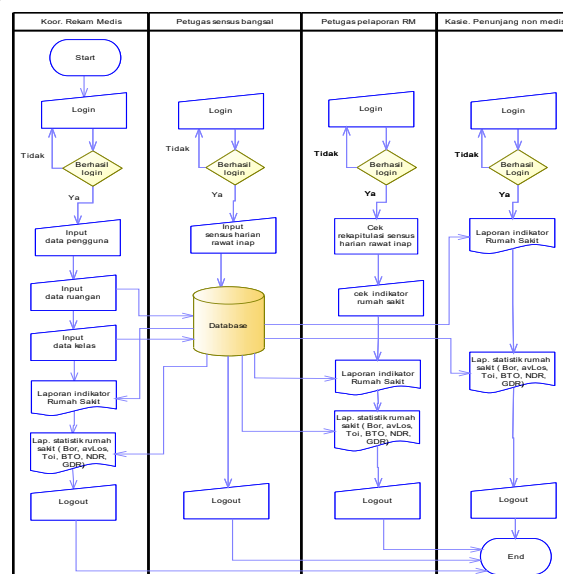 Koor. Rekam Medis
Petugas sensus bangsal
Petugas pelaporan RM
Kasie. Penunjang non medis
Start
Login
Login
Login
Login
Tidak
Berhasil
login
Tidak
Berhasil
login
Tidak
Berhasil
login
Tidak
Berhasil
Login
Ya
Ya
Ya
Ya
Input
data pengguna
Input
sensus harian
rawat inap
Cek
rekapitulasi sensus
harian rawat inap
Laporan indikator
Rumah Sakit
Input
data ruangan
Database
cek indikator
rumah sakit
Input
data kelas
Laporan indikator
Rumah Sakit
Laporan indikator
Rumah Sakit
Lap. statistik rumah
sakit ( Bor, avLos,
Toi, BTO, NDR,
GDR)
Lap. statistik rumah
sakit ( Bor, avLos,
Toi, BTO, NDR,
GDR)
Lap. statistik rumah
sakit ( Bor, avLos,
Toi, BTO, NDR,
GDR)
Logout
Logout
Logout
Logout
End